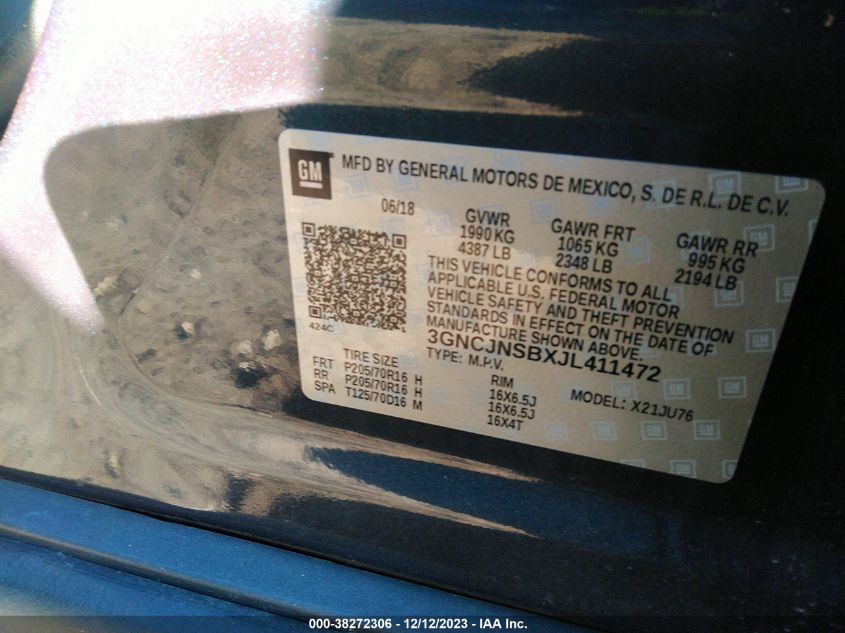 GM
MFD BY GENERAL MOTORS DE MEXICO, S. DE R.L. DE C.V.
06/18
GVWR GAWR FRT GAWR RR
1990 KG 1065 KG 995 KG
4387 LB 2348 LB 2194 LB
THIS VEHICLE CONFORMS TO ALL
APPLICABLE U.S. FEDERAL MOTOR
VEHICLE SAFETY AND THEFT PREVENTION
STANDARDS IN EFFECT ON THE DATE OF
MANUFACTURE SHOWN ABOVE.
424C L
3GNCJNSBXJL411472
TYPE: M.P.V. MODEL: X21JU76
TIRE SIZE RIM
FRT P205/70R16 H 16X6.5J
RR P205/70R16 H 16X6.5J
SPA T125/70D16 M 16X4T
000-38272306 - 12/12/2023 - IAA Inc.